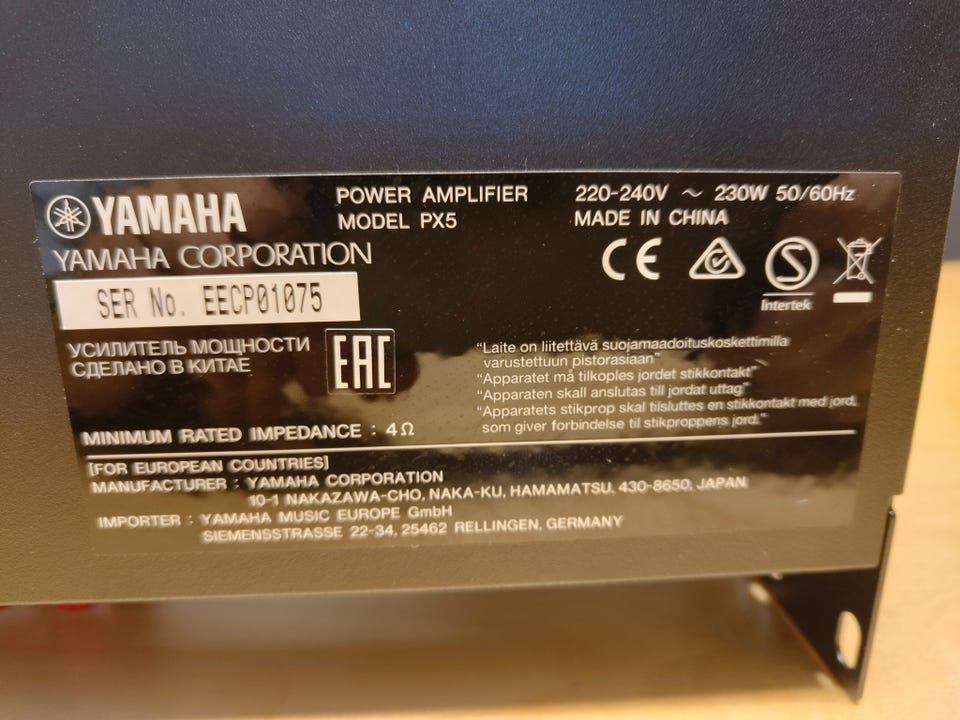 YAMAHA
YAMAHA CORPORATION
POWER AMPLIFIER
MODEL PX5
220-240V ~ 230W 50/60Hz
MADE IN CHINA
CE
S
Intertek
SER No. EECP01075
УСИЛИТЕЛЬ МОЩНОСТИ
СДЕЛАНО В КИТАЕ
EAC
"Laite on liitettävä suojamaadoituskoskettimilla
varustettuun pistorasiaan"
"Apparatet må tilkoples jordet stikkontakt"
"Apparaten skall anslutas till jordat uttag"
"Apparatets stikprop skal tilsluttes en stikkontakt med jord,
som giver forbindelse til stikproppens jord."
MINIMUM RATED IMPEDANCE : 4Ω
[FOR EUROPEAN COUNTRIES]
MANUFACTURER : YAMAHA CORPORATION
10-1 NAKAZAWA-CHO, NAKA-KU, HAMAMATSU, 430-8650, JAPAN
IMPORTER : YAMAHA MUSIC EUROPE GmbH
SIEMENSSTRASSE 22-34, 25462 RELLINGEN, GERMANY